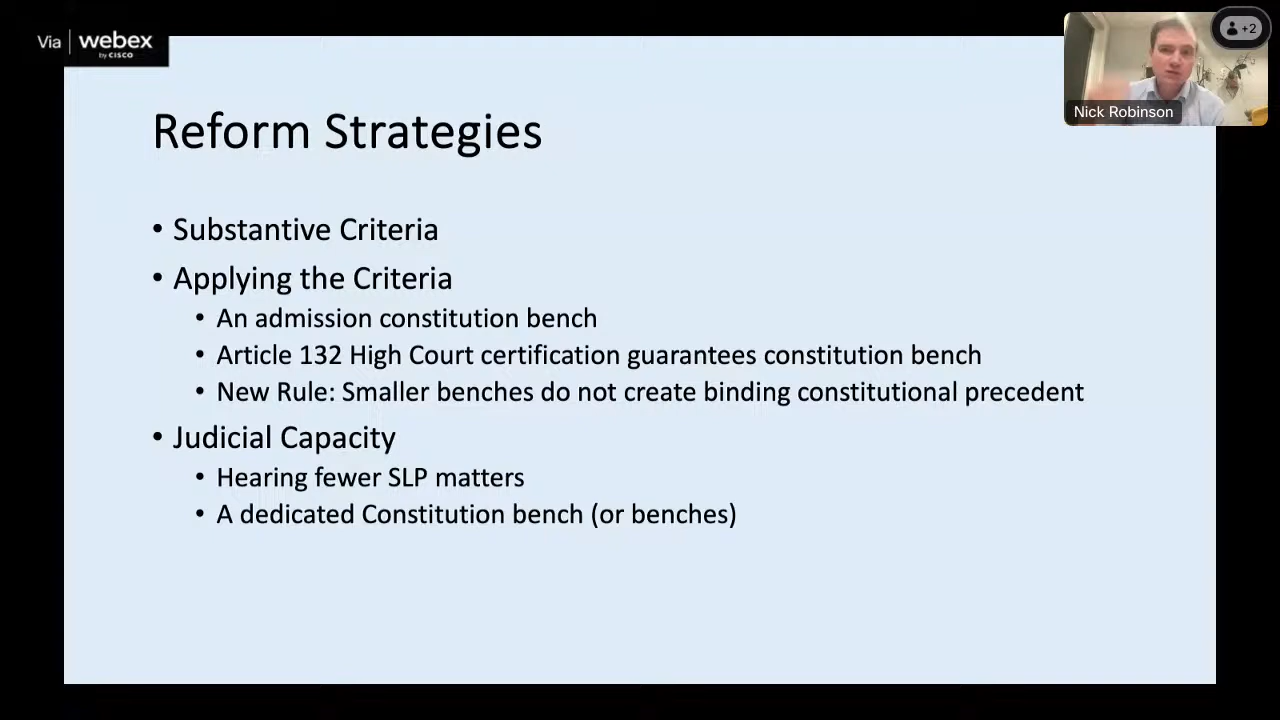 Via | webex
by CISCO
+2
Nick Robinson
Reform Strategies
• Substantive Criteria
• Applying the Criteria
• An admission constitution bench
• Article 132 High Court certification guarantees constitution bench
• New Rule: Smaller benches do not create binding constitutional precedent
• Judicial Capacity
• Hearing fewer SLP matters
• A dedicated Constitution bench (or benches)